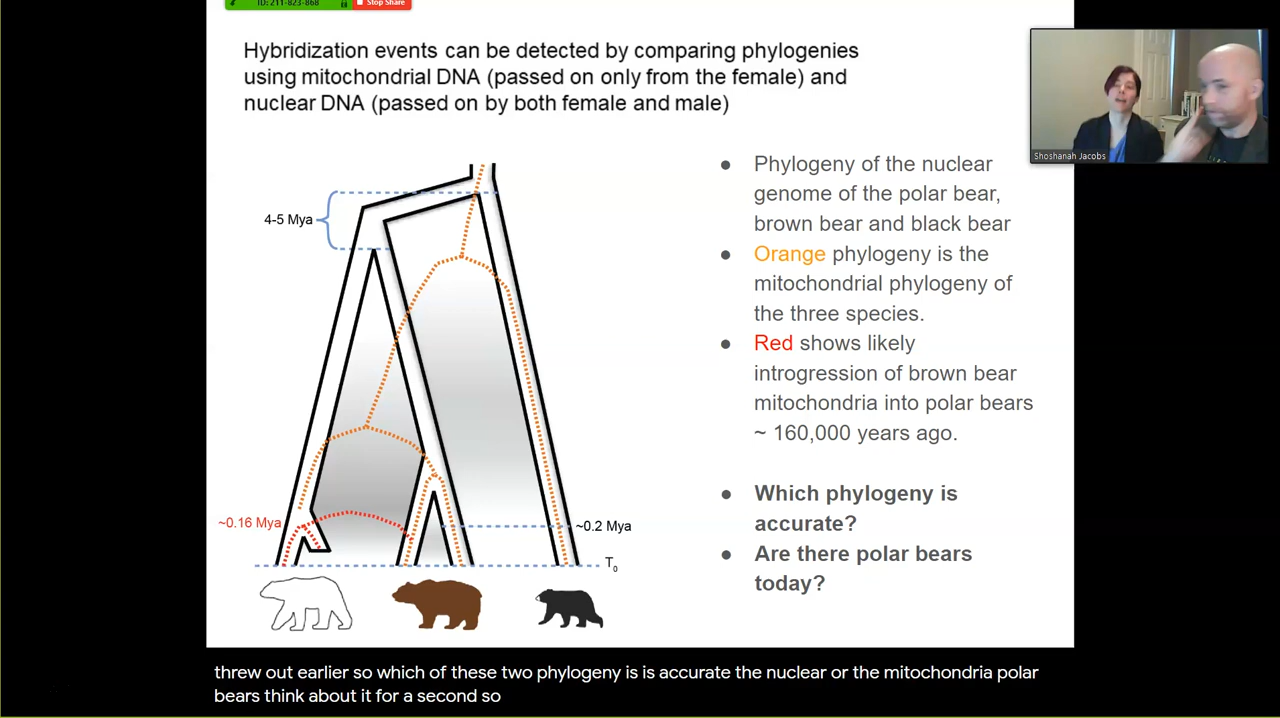 ID: 211-823-868
Stop Share
Hybridization events can be detected by comparing phylogenies
using mitochondrial DNA (passed on only from the female) and
nuclear DNA (passed on by both female and male)
Shoshanah Jacobs
4-5 Mya
~0.16 Mya
~0.2 Mya
T0
● Phylogeny of the nuclear
genome of the polar bear,
brown bear and black bear
● Orange phylogeny is the
mitochondrial phylogeny of
the three species.
● Red shows likely
introgression of brown bear
mitochondria into polar bears
~ 160,000 years ago.
● Which phylogeny is
accurate?
● Are there polar bears
today?
threw out earlier so which of these two phylogeny is is accurate the nuclear or the mitochondria polar
bears think about it for a second so